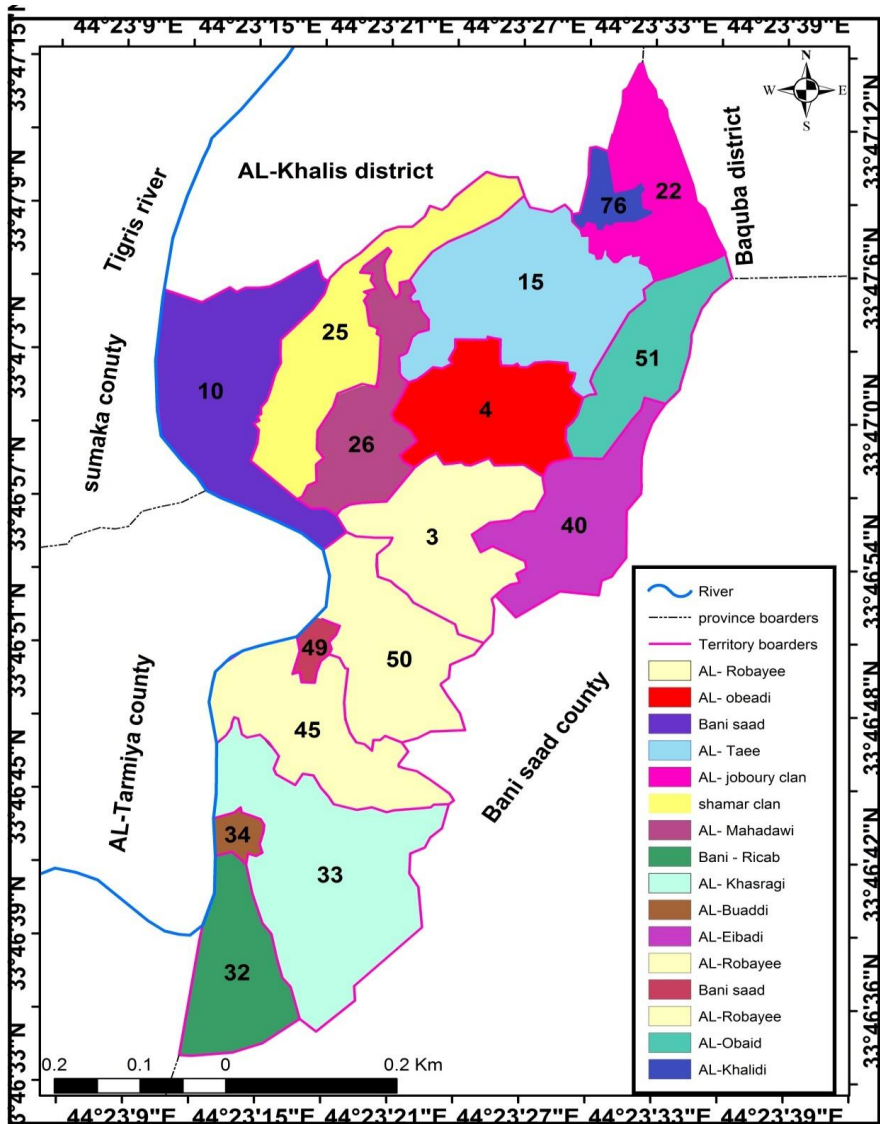 44°23'9"E 44°23'15"E 44°23'21"E 44°23'27"E 44°23'33"E 44°23'39"E
33°47'15"N
33°47'9"N
33°47'3"N
33°46'57"N
33°46'51"N
33°46'45"N
33°46'39"N
3°46'33"N
33°47'12"N
33°47'6"N
33°47'0"N
33°46'54"N
33°46'48"N
33°46'42"N
33°46'36"N
N
W E
S
AL-Khalis district
Tigris river
Baquba district
sumaka conuty
AL-Tarmiya county
Bani saad county
22
76
15
25
51
10
4
26
40
3
49
50
45
34
33
32
River
province boarders
Territory boarders
AL- Robayee
AL- obeadi
Bani saad
AL- Taee
AL- joboury clan
shamar clan
AL- Mahadawi
Bani - Ricab
AL- Khasragi
AL-Buaddi
AL-Eibadi
AL-Robayee
Bani saad
AL-Robayee
AL-Obaid
AL-Khalidi
0.2 0.1 0 0.2 Km
44°23'9"E 44°23'15"E 44°23'21"E 44°23'27"E 44°23'33"E 44°23'39"E